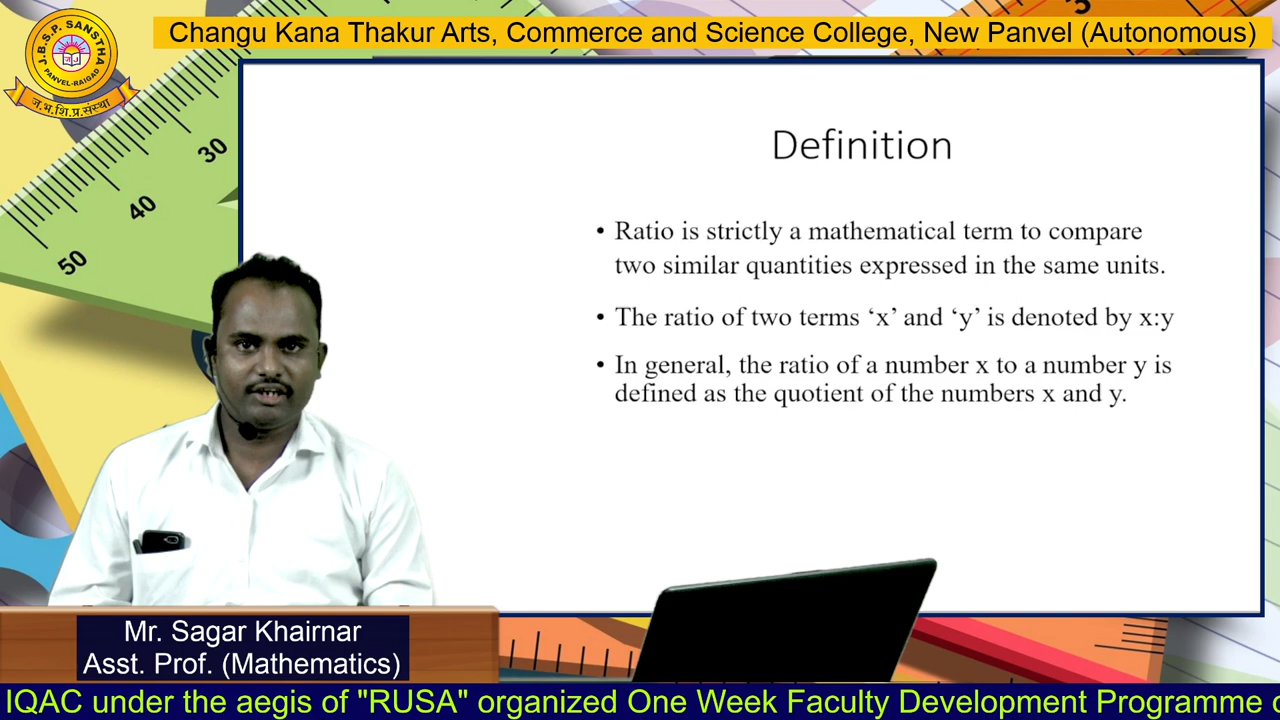 Changu Kana Thakur Arts, Commerce and Science College, New Panvel (Autonomous)
J.B.S.P. SANSTHA
PANVEL-RAIGAD
ज.भ.शि.प्र.संस्था
30
40
50
Definition
• Ratio is strictly a mathematical term to compare
two similar quantities expressed in the same units.
• The ratio of two terms ‘x’ and ‘y’ is denoted by x:y
• In general, the ratio of a number x to a number y is
defined as the quotient of the numbers x and y.
Mr. Sagar Khairnar
Asst. Prof. (Mathematics)
IQAC under the aegis of "RUSA" organized One Week Faculty Development Programme